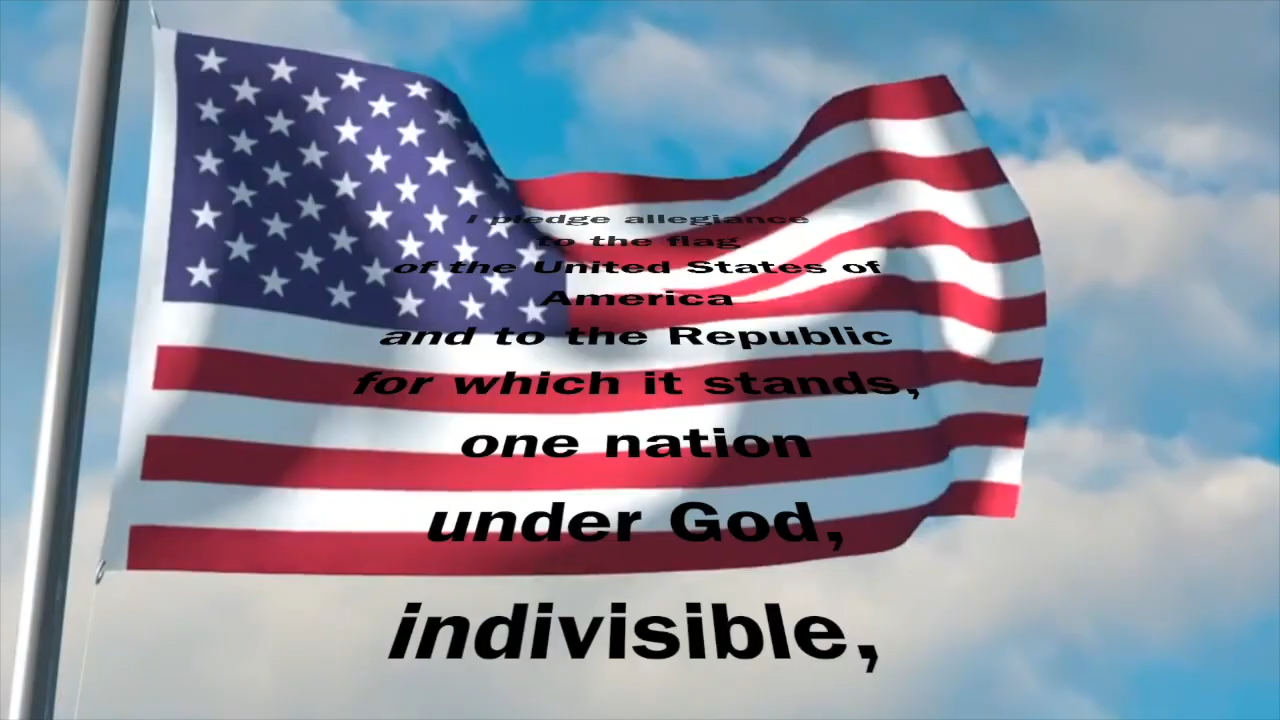 I pledge allegiance
to the flag
of the United States of
America
and to the Republic
for which it stands,
one nation
under God,
indivisible,